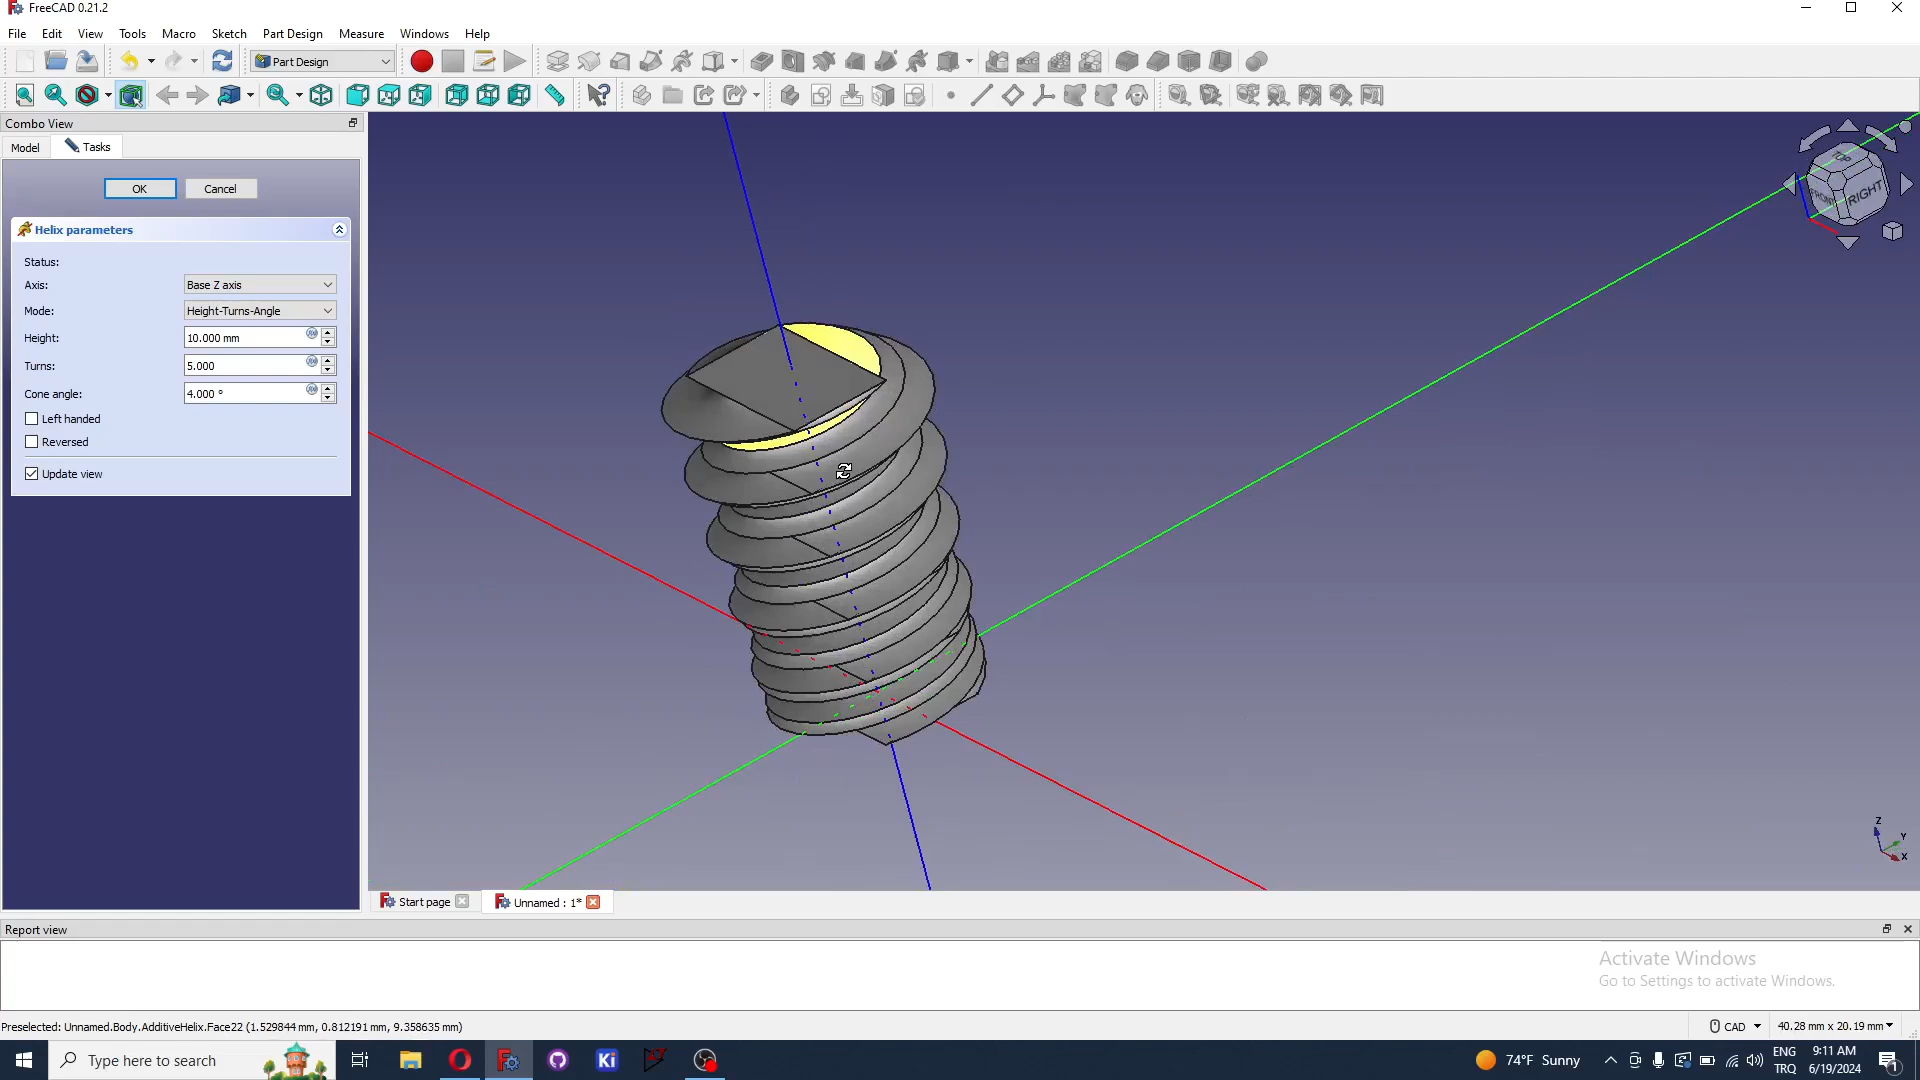 FreeCAD 0.21.2
File Edit View Tools Macro Sketch Part Design Measure Windows Help
Part Design
Combo View
Model Tasks
OK Cancel
Helix parameters
Status:
Axis: Base Z axis
Mode: Height-Turns-Angle
Height: 10.000 mm
Turns: 5.000
Cone angle: 4.000 °
Left handed
Reversed
Update view
TOP
FRONT RIGHT
Z
Y
X
Start page Unnamed : 1*
Report view
Activate Windows
Go to Settings to activate Windows.
Preselected: Unnamed.Body.AdditiveHelix.Face22 (1.529844 mm, 0.812191 mm, 9.358635 mm)
CAD 40.28 mm x 20.19 mm
Type here to search
Ki
74°F Sunny
ENG
TRQ
9:11 AM
6/19/2024
1